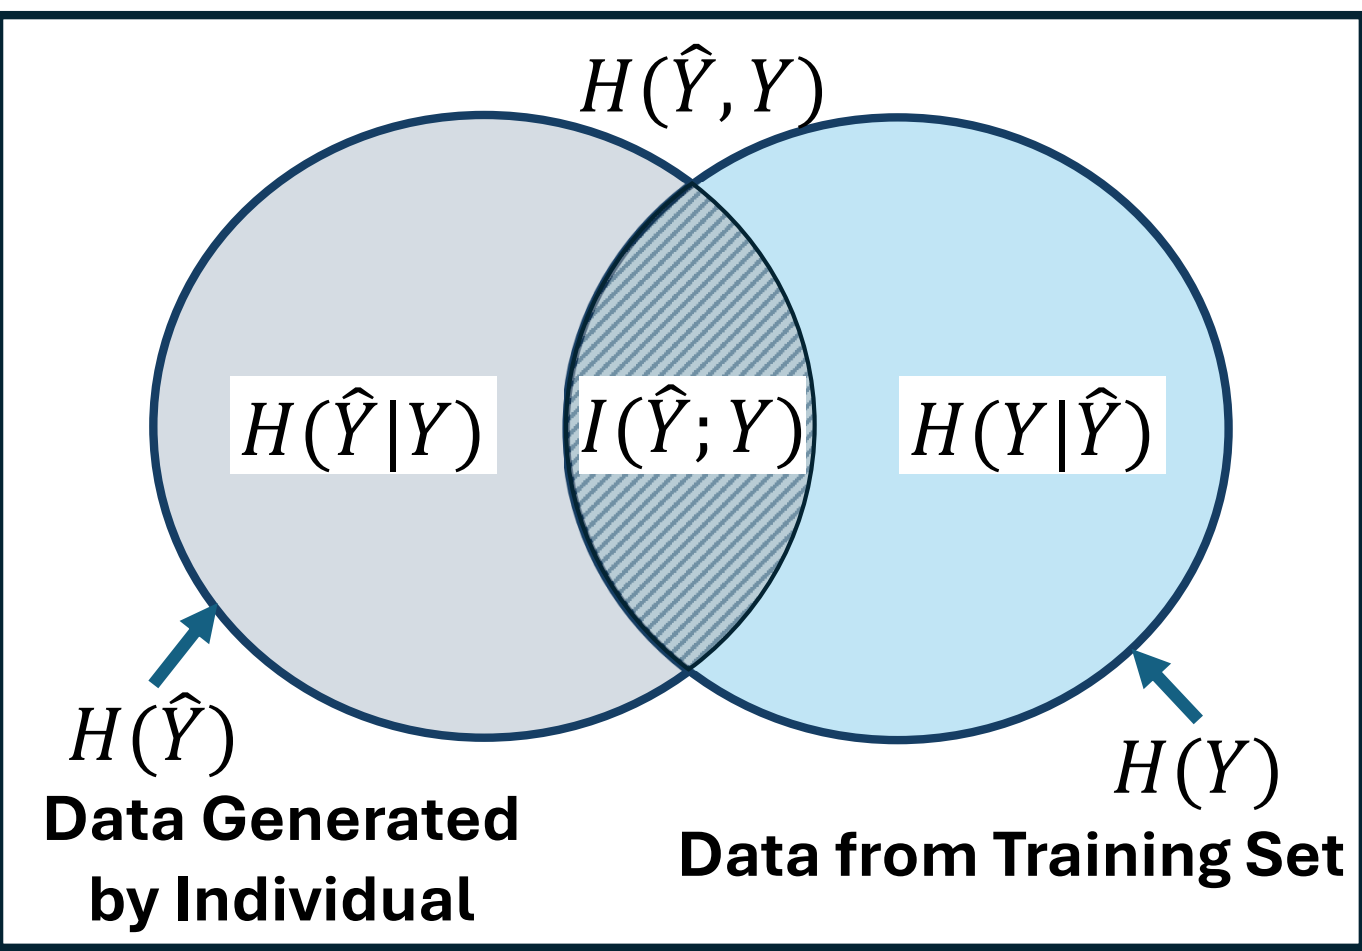 H(Ŷ, Y)
H(Ŷ|Y)
I(Ŷ; Y)
H(Y|Ŷ)
H(Ŷ)
Data Generated
by Individual
H(Y)
Data from Training Set